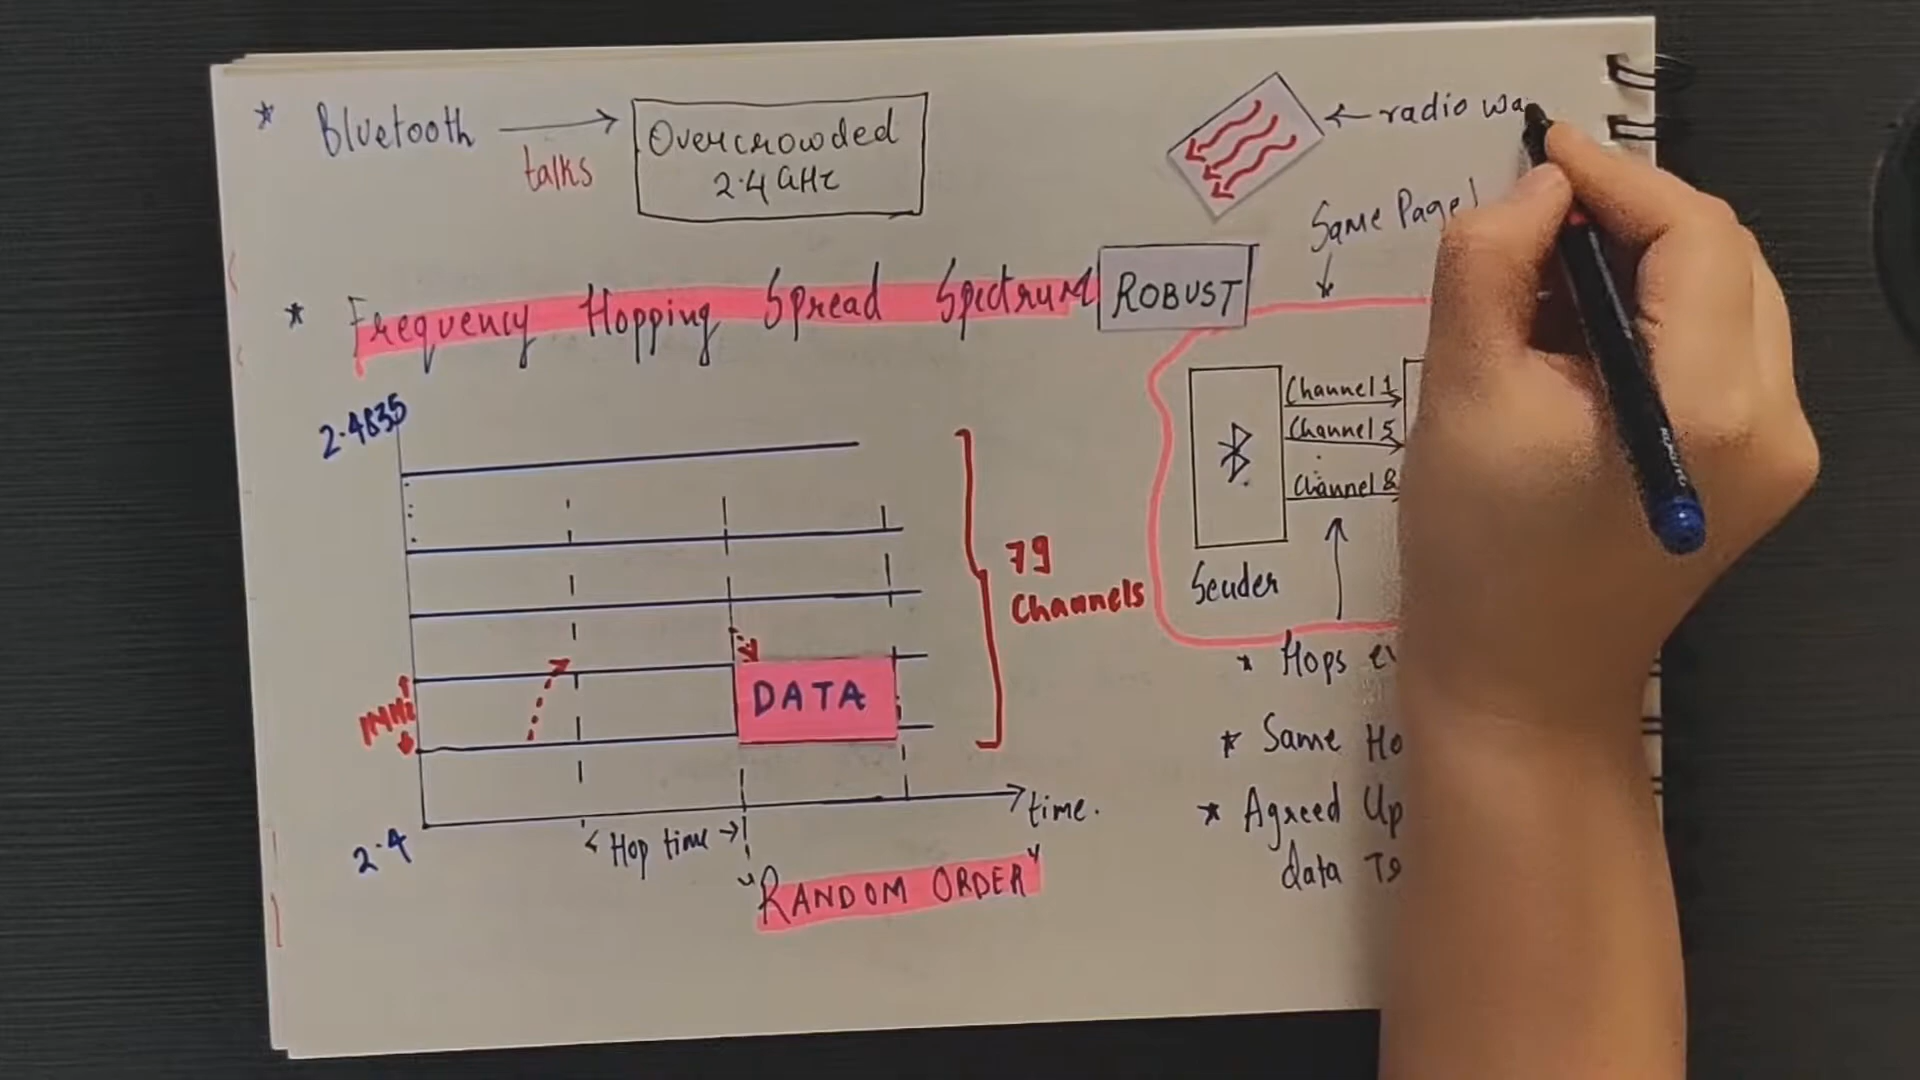 * Bluetooth
talks
Overcrowded
2.4 GHz
← radio wa
Same Page!
* Frequency Hopping Spread Spectrum
ROBUST
2.4835
1MHz
2.4
DATA
79
Channels
time.
< Hop time →
"RANDOM ORDER"
Channel 1
Channel 5
Channel 8
Sender
* Hops
* Same Ho
* Agreed Up
data